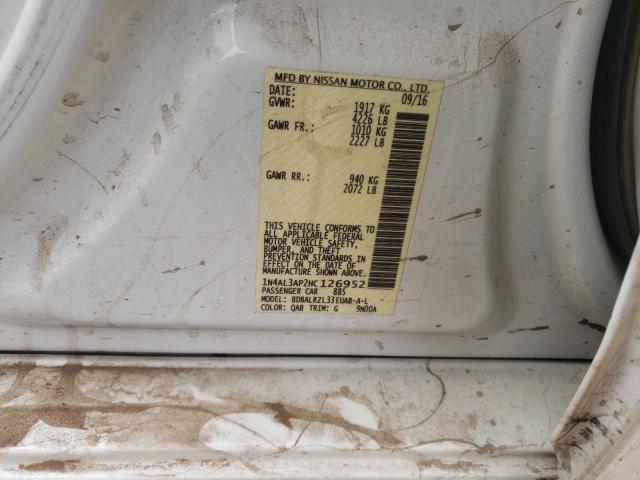 MFD BY NISSAN MOTOR CO., LTD.
DATE: 09/16
GVWR: 1917 KG
4226 LB
GAWR FR.: 1010 KG
2227 LB
GAWR RR.: 940 KG
2072 LB
THIS VEHICLE CONFORMS TO
ALL APPLICABLE FEDERAL
MOTOR VEHICLE SAFETY,
BUMPER, AND THEFT
PREVENTION STANDARDS IN
EFFECT ON THE DATE OF
MANUFACTURE SHOWN ABOVE.
1N4AL3AP2HC126952
PASSENGER CAR 885
MODEL: BDBALRZL33EUAB-A-L
COLOR: QAB TRIM: G 9NDOA